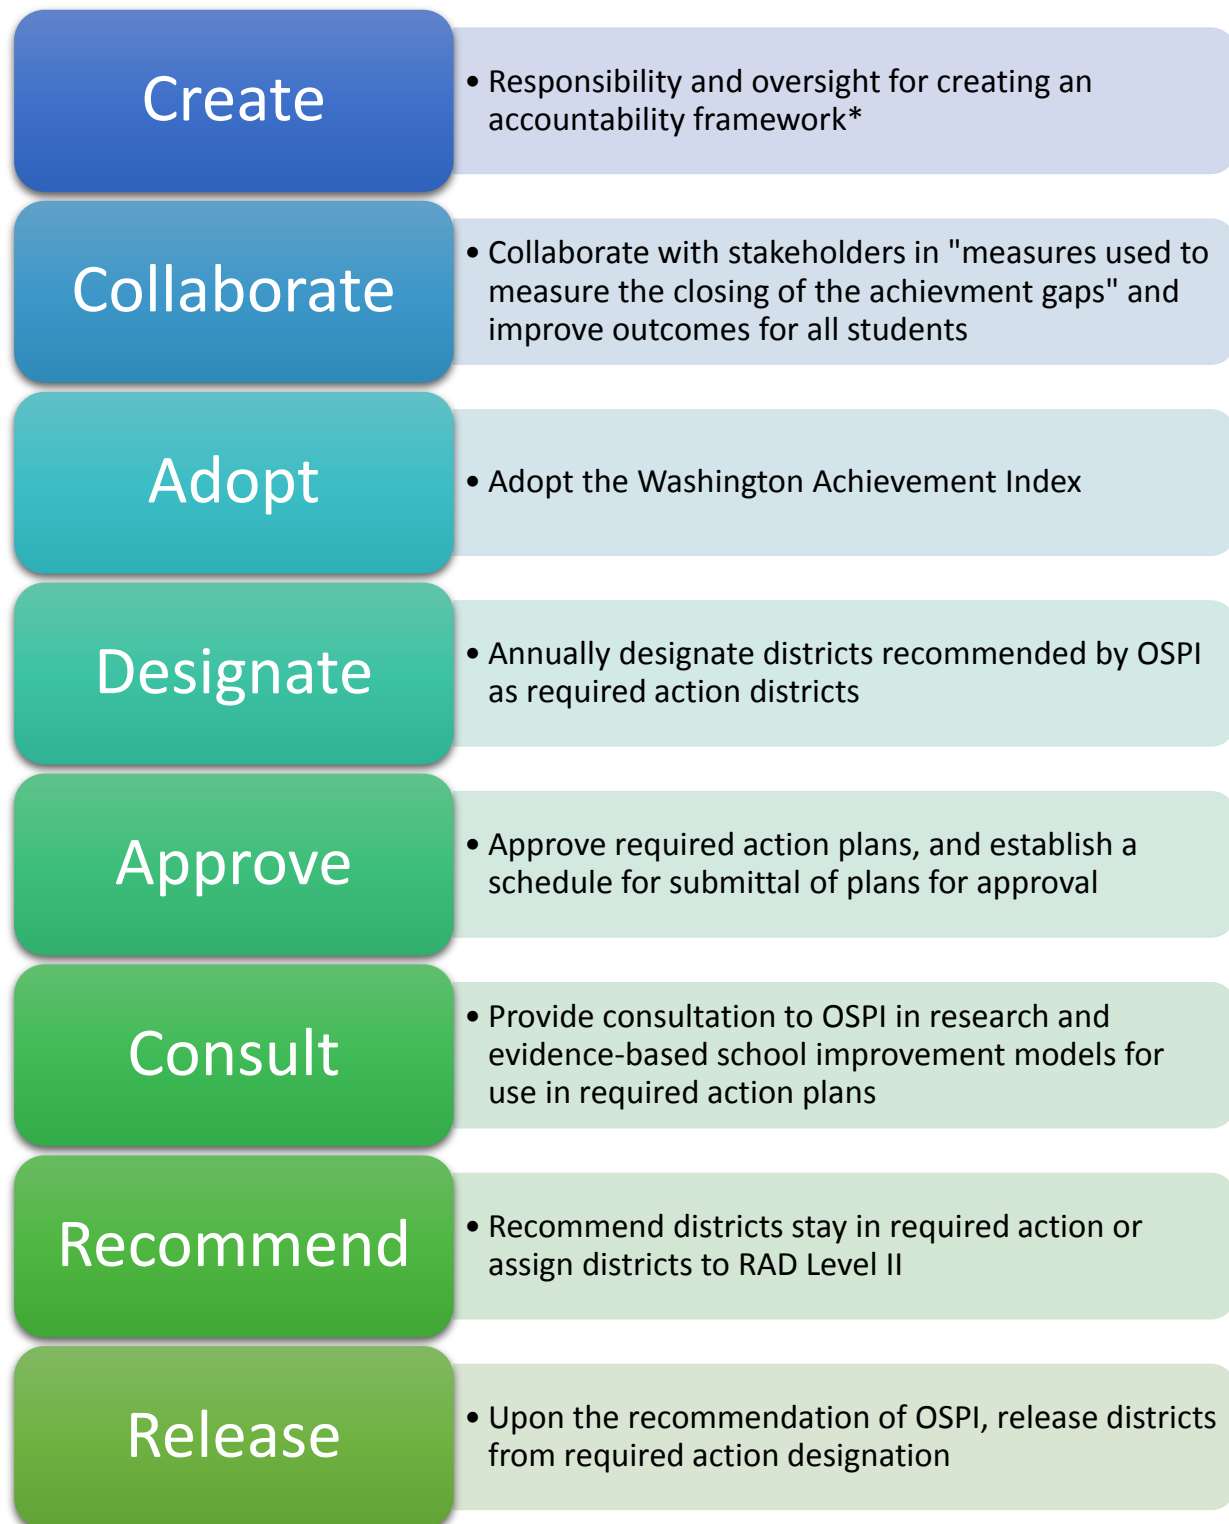 Create
• Responsibility and oversight for creating an
accountability framework*
Collaborate
• Collaborate with stakeholders in "measures used to
measure the closing of the achievment gaps" and
improve outcomes for all students
Adopt
• Adopt the Washington Achievement Index
Designate
• Annually designate districts recommended by OSPI
as required action districts
Approve
• Approve required action plans, and establish a
schedule for submittal of plans for approval
Consult
• Provide consultation to OSPI in research and
evidence-based school improvement models for
use in required action plans
Recommend
• Recommend districts stay in required action or
assign districts to RAD Level II
Release
• Upon the recommendation of OSPI, release districts
from required action designation